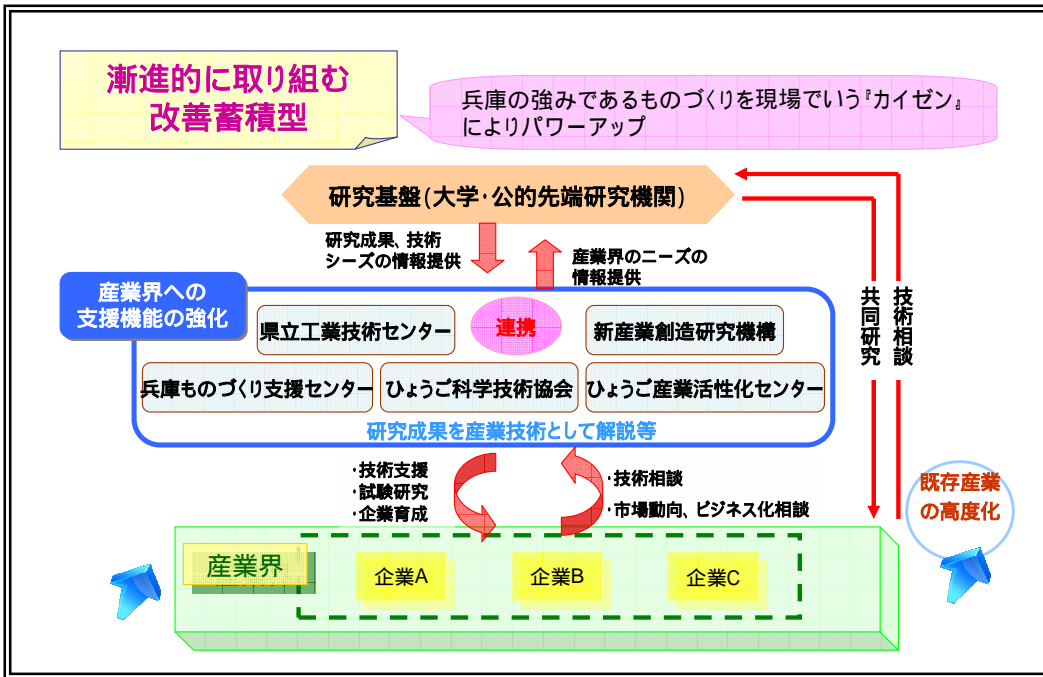 漸進的に取り組む
改善蓄積型
兵庫の強みであるものづくりを現場でいう『カイゼン』
によりパワーアップ
研究基盤(大学・公的先端研究機関)
研究成果、技術
シーズの情報提供
産業界のニーズの
情報提供
産業界への
支援機能の強化
県立工業技術センター
連携
新産業創造研究機構
兵庫ものづくり支援センター
ひょうご科学技術協会
ひょうご産業活性化センター
研究成果を産業技術として解説等
共同研究
技術相談
・技術支援
・試験研究
・企業育成
・技術相談
・市場動向、ビジネス化相談
既存産業
の高度化
産業界
企業A
企業B
企業C